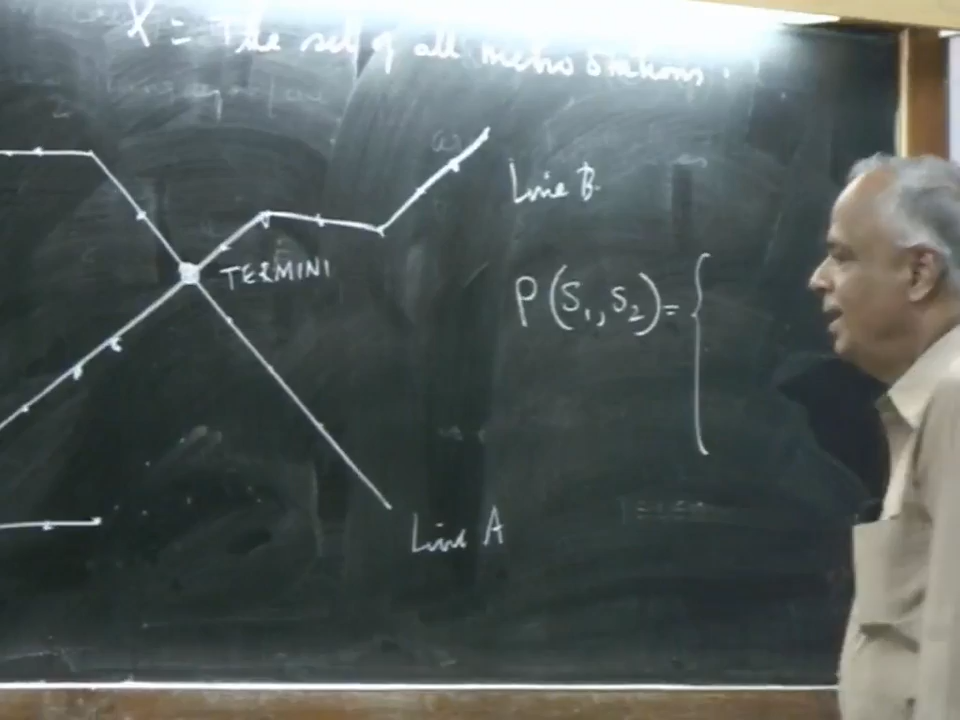 X = The set of all metro stations.
Line B
TERMINI
P(S₁, S₂) = {
Line A